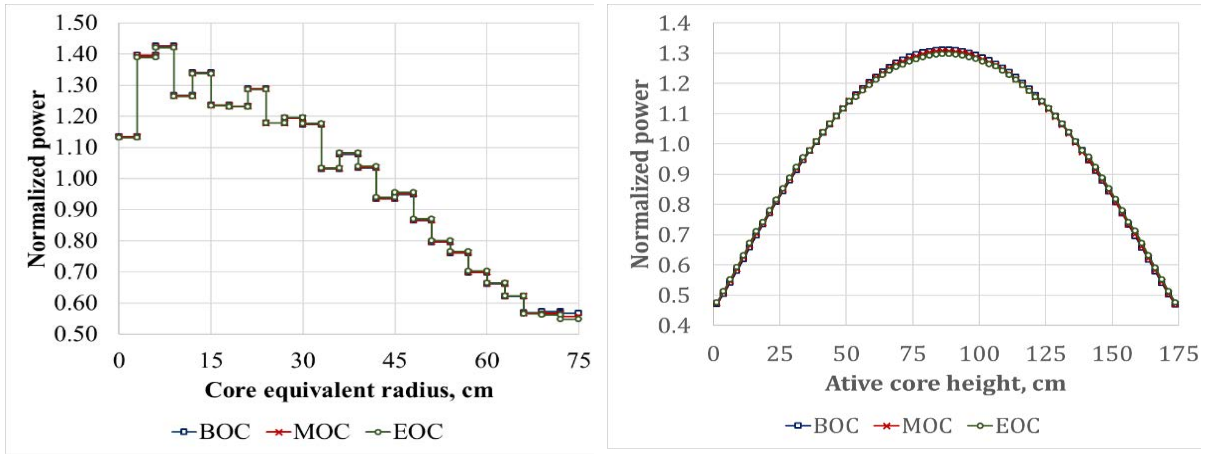 1.50
1.40
1.30
1.20
1.10
1.00
0.90
0.80
0.70
0.60
0.50
Normalized power
0 15 30 45 60 75
Core equivalent radius, cm
BOC MOC EOC
1.4
1.3
1.2
1.1
1.0
0.9
0.8
0.7
0.6
0.5
0.4
Normalized power
0 25 50 75 100 125 150 175
Ative core height, cm
BOC MOC EOC